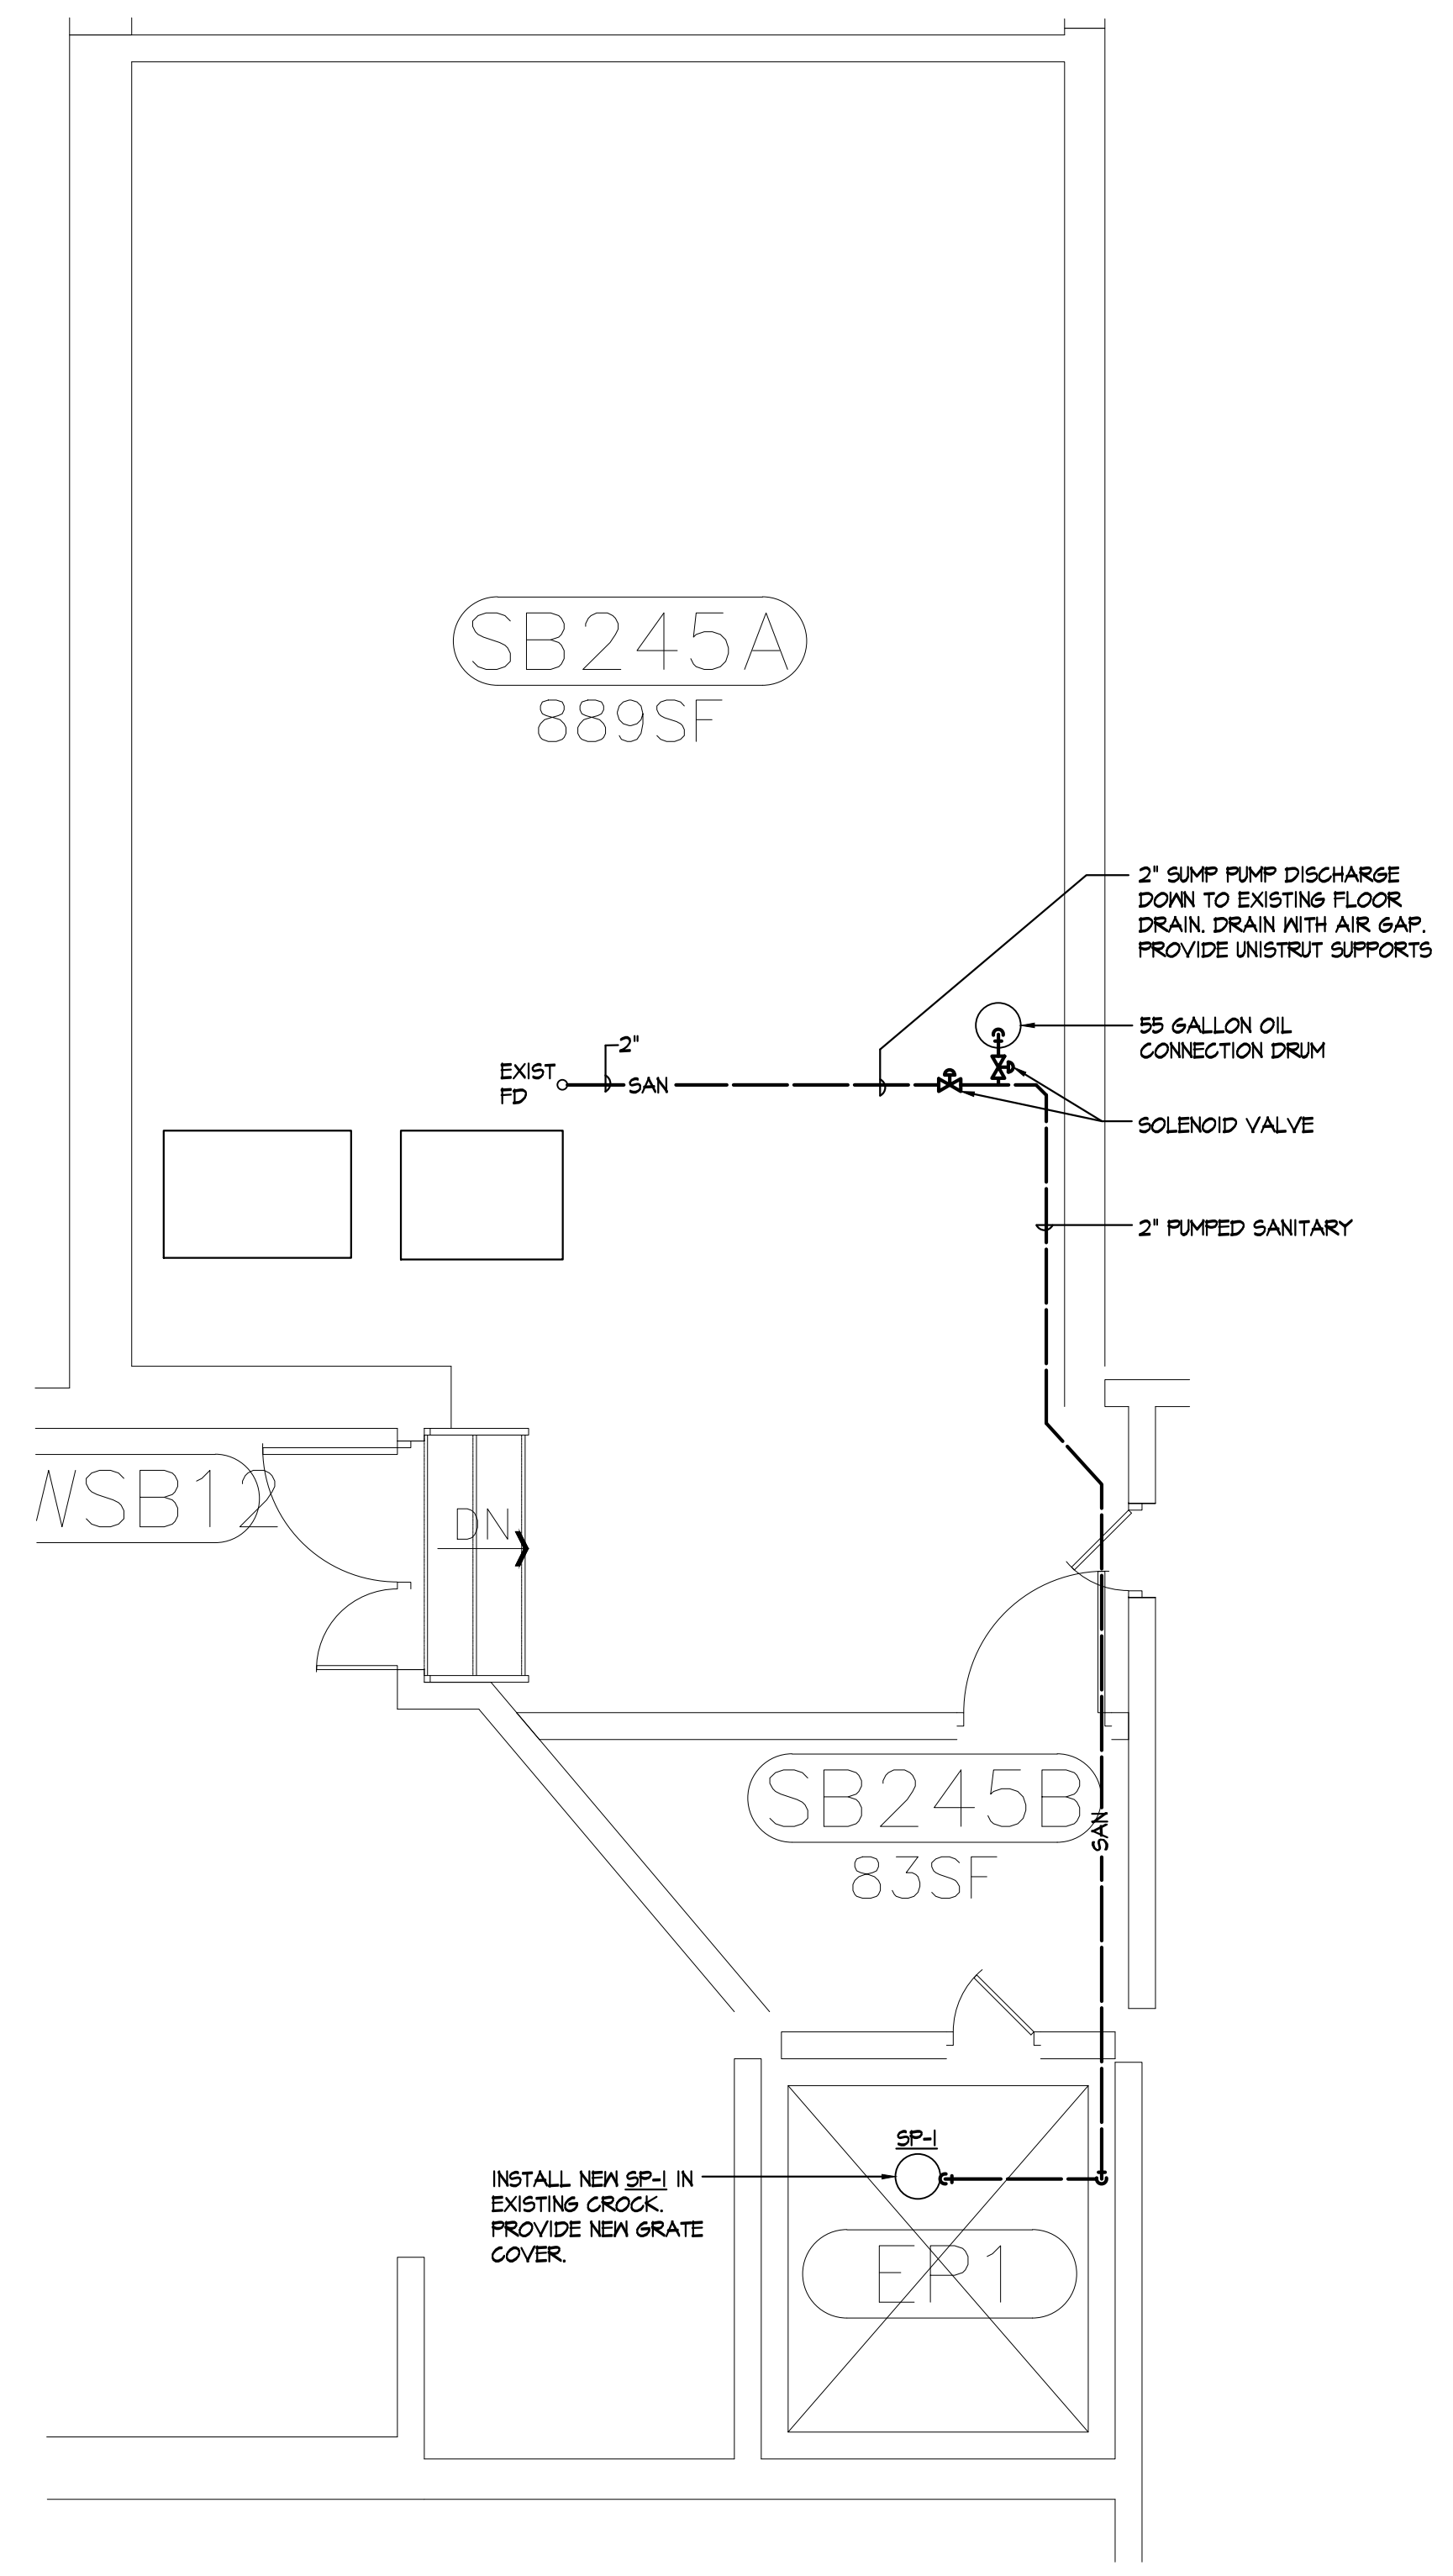 SB245A
889SF
2" SUMP PUMP DISCHARGE
DOWN TO EXISTING FLOOR
DRAIN. DRAIN WITH AIR GAP.
PROVIDE UNISTRUT SUPPORTS
55 GALLON OIL
CONNECTION DRUM
2"
EXIST
FD
SAN
SOLENOID VALVE
2" PUMPED SANITARY
WSB12
DN
SB245B
83SF
SAN
SP-1
INSTALL NEW SP-1 IN
EXISTING CROCK.
PROVIDE NEW GRATE
COVER.
EP1